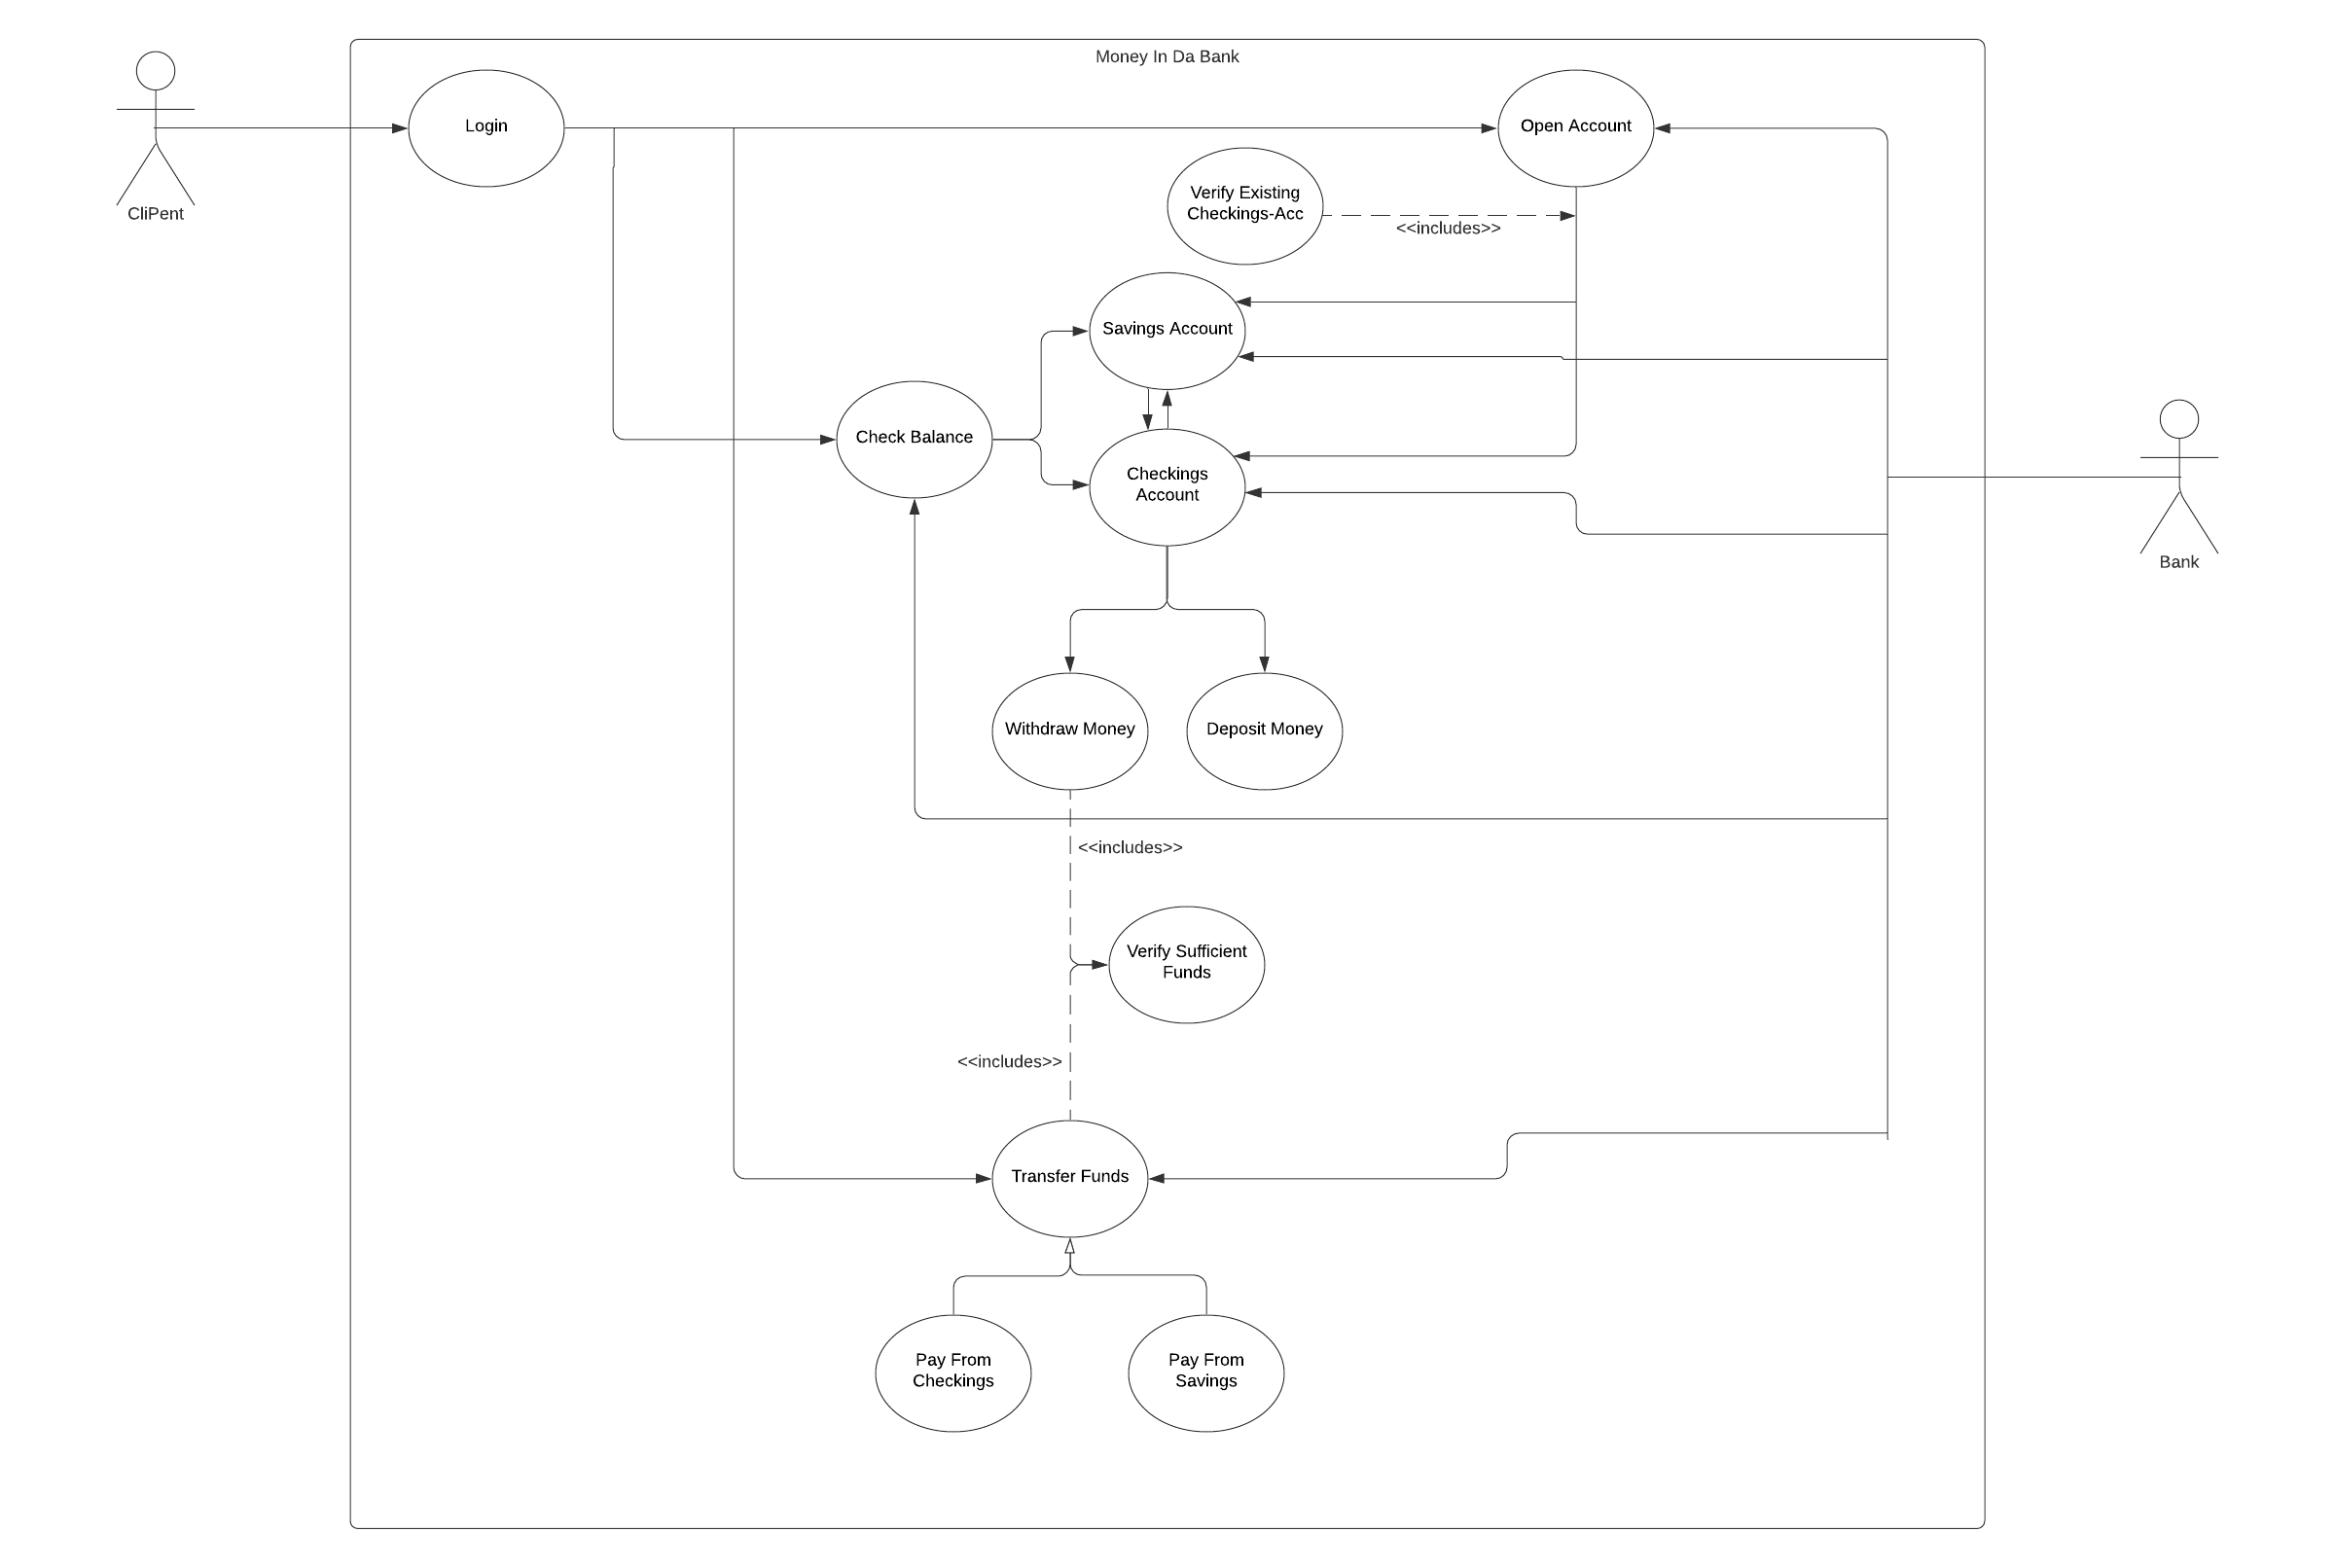 Money In Da Bank
Login
Open Account
CliPent
Verify Existing
Checkings-Acc
<<includes>>
Savings Account
Check Balance
Checkings
Account
Bank
Withdraw Money
Deposit Money
<<includes>>
Verify Sufficient
Funds
<<includes>>
Transfer Funds
Pay From
Checkings
Pay From
Savings